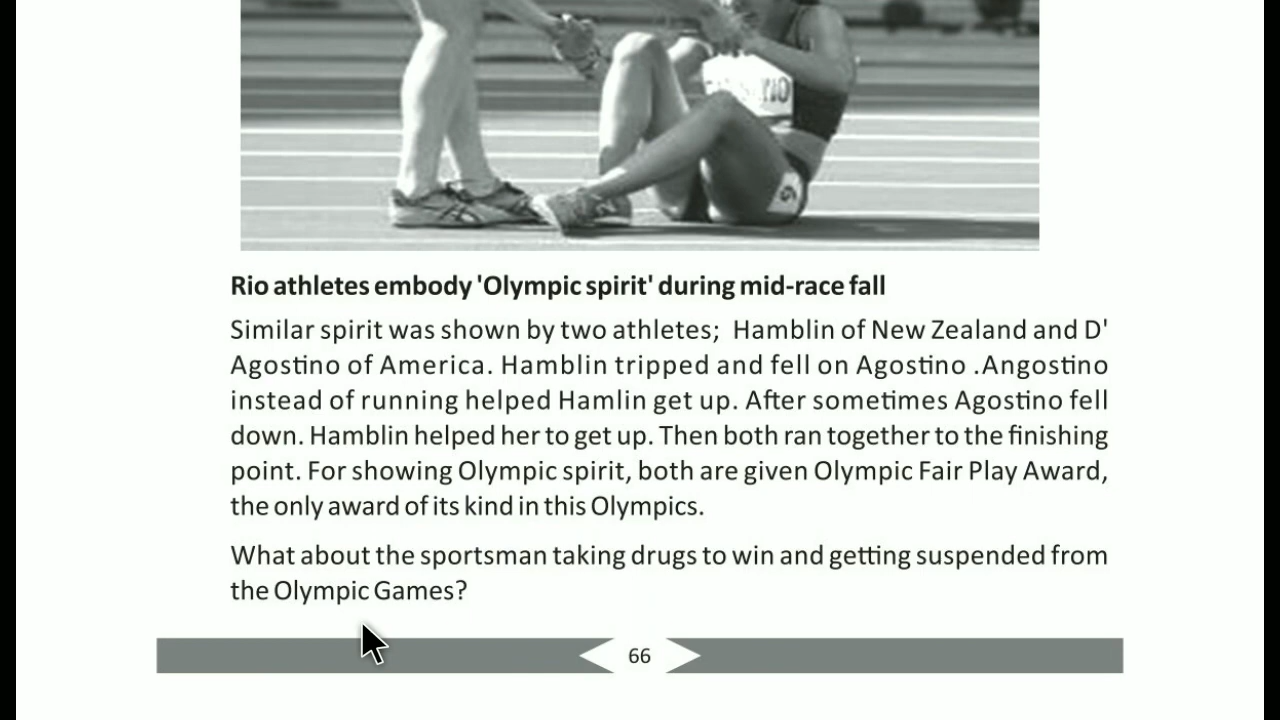 Rio athletes embody 'Olympic spirit' during mid-race fall
Similar spirit was shown by two athletes; Hamblin of New Zealand and D'
Agostino of America. Hamblin tripped and fell on Agostino .Angostino
instead of running helped Hamlin get up. After sometimes Agostino fell
down. Hamblin helped her to get up. Then both ran together to the finishing
point. For showing Olympic spirit, both are given Olympic Fair Play Award,
the only award of its kind in this Olympics.
What about the sportsman taking drugs to win and getting suspended from
the Olympic Games?
66